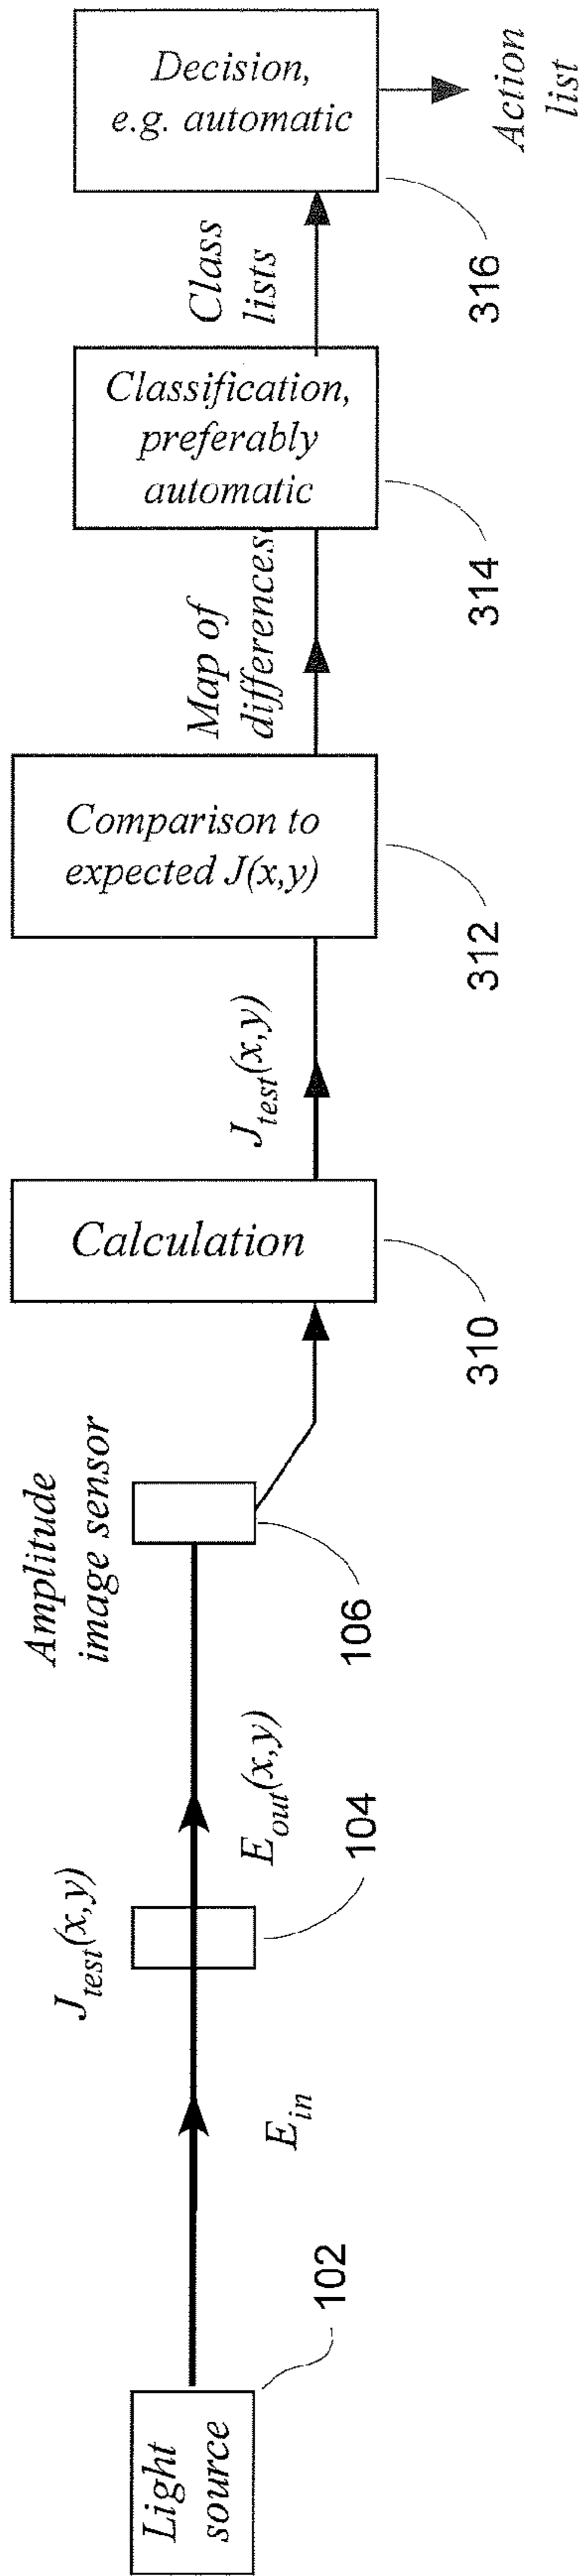 Light
source
102
E_in
J_test(x,y)
104
E_out(x,y)
Amplitude
image sensor
106
Calculation
310
J_test(x,y)
Comparison to
expected J(x,y)
312
Map of
differences
Classification,
preferably
automatic
314
Class
lists
Decision,
e.g. automatic
316
Action
list